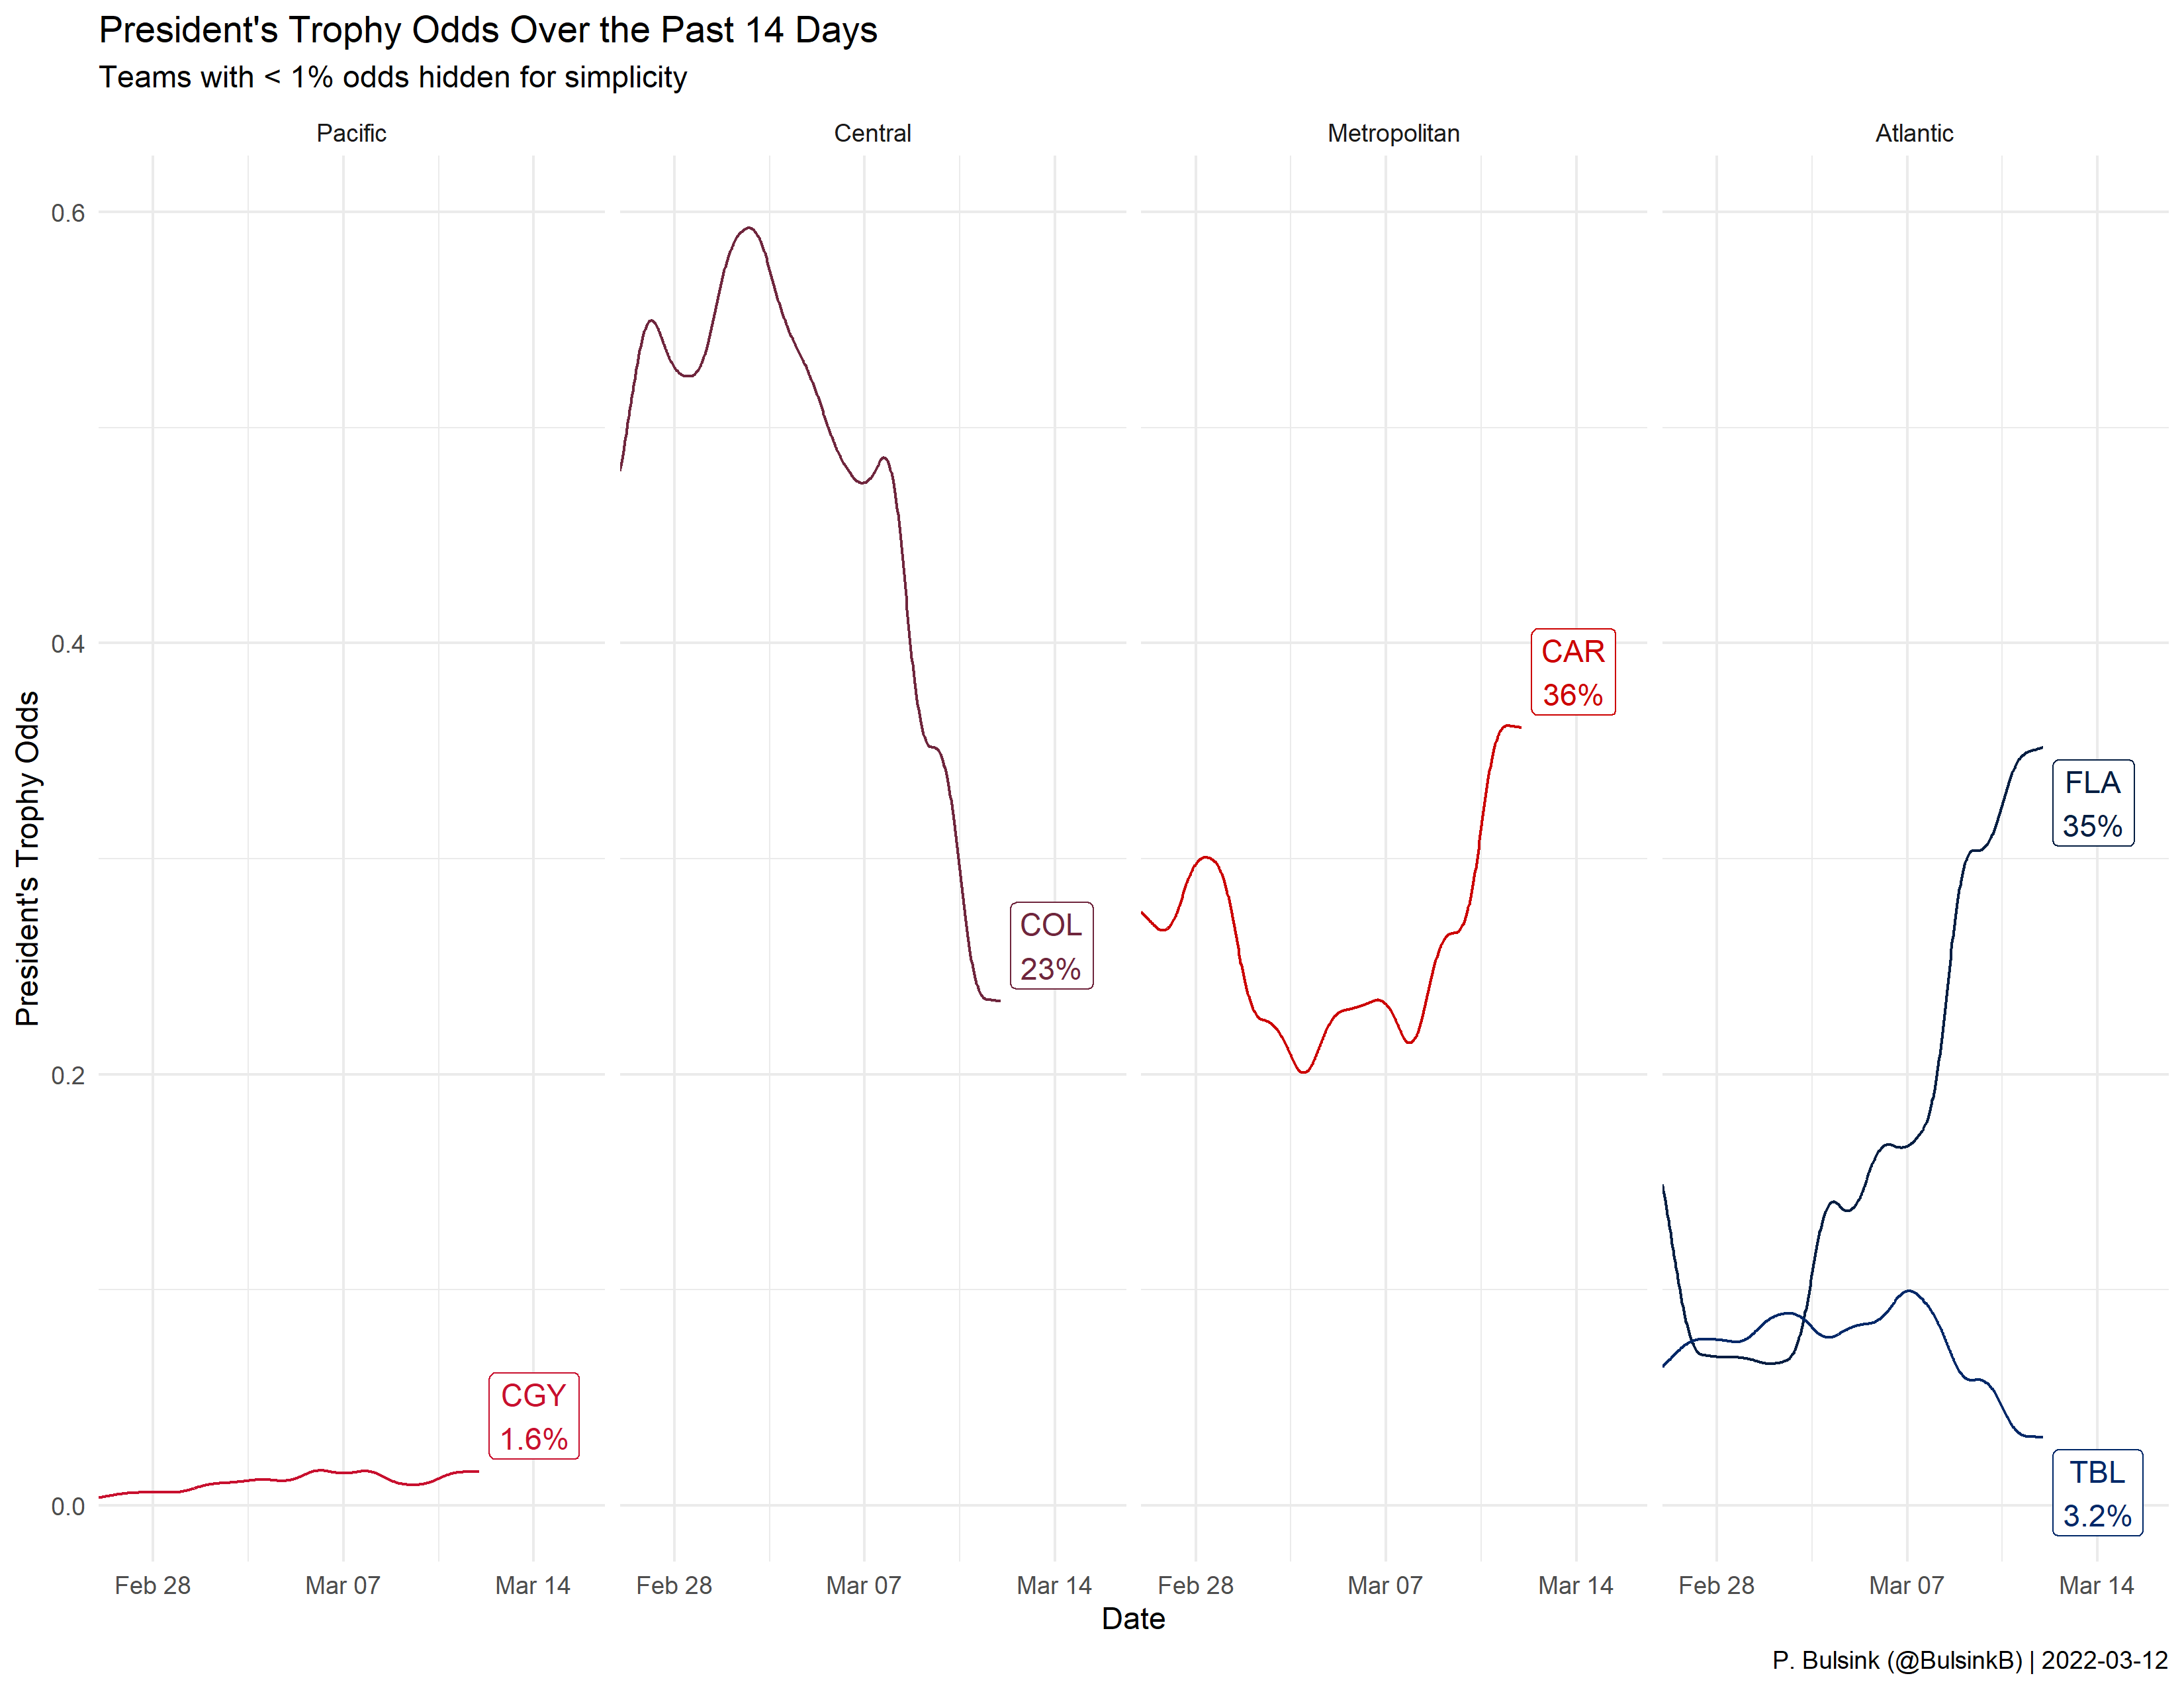 President's Trophy Odds Over the Past 14 Days
Teams with < 1% odds hidden for simplicity
Pacific
Central
Metropolitan
Atlantic
President's Trophy Odds
0.6
0.4
0.2
0.0
CGY
1.6%
COL
23%
CAR
36%
FLA
35%
TBL
3.2%
Feb 28
Mar 07
Mar 14
Feb 28
Mar 07
Mar 14
Feb 28
Mar 07
Mar 14
Feb 28
Mar 07
Mar 14
Date
P. Bulsink (@BulsinkB) | 2022-03-12